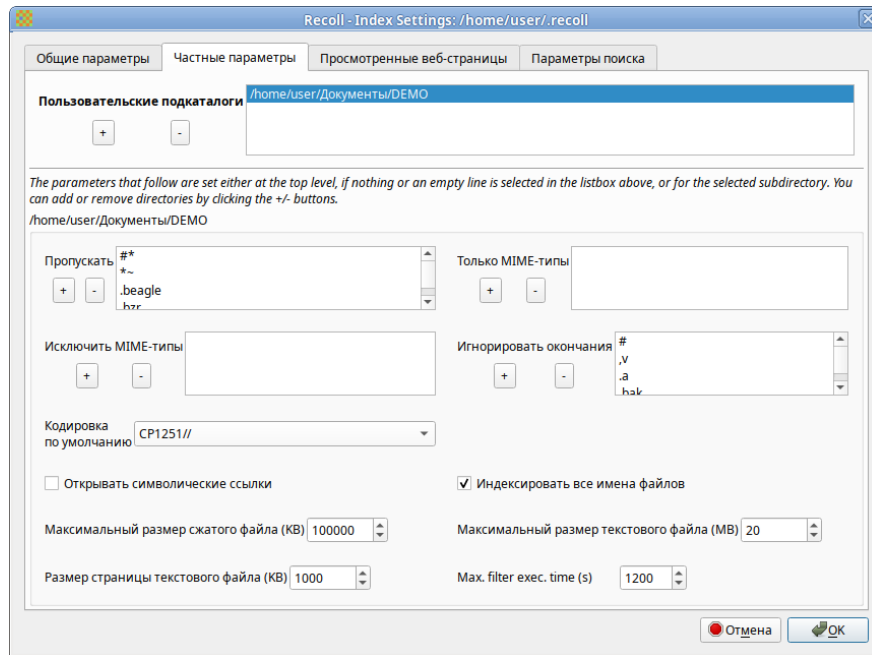 Recoll - Index Settings: /home/user/.recoll
Общие параметры
Частные параметры
Просмотренные веб-страницы
Параметры поиска
Пользовательские подкаталоги
+
-
/home/user/Документы/DEMO
The parameters that follow are set either at the top level, if nothing or an empty line is selected in the listbox above, or for the selected subdirectory. You
can add or remove directories by clicking the +/- buttons.
/home/user/Документы/DEMO
Пропускать
+
-
#*
*~
.beagle
.bzr
Только MIME-типы
+
-
Исключить MIME-типы
+
-
Игнорировать окончания
+
-
#
,v
.a
.bak
Кодировка
по умолчанию
CP1251//
Открывать символические ссылки
Индексировать все имена файлов
Максимальный размер сжатого файла (KB)
100000
Максимальный размер текстового файла (MB)
20
Размер страницы текстового файла (KB)
1000
Max. filter exec. time (s)
1200
Отмена
OK